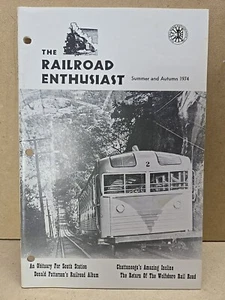 THE
RAILROAD
ENTHUSIAST
Summer and Autumn 1974
2
An Obituary For South Station
Chattanooga's Amazing Incline
Donald Patterson's Railroad Album
The Return Of The Wolfeboro Rail Road